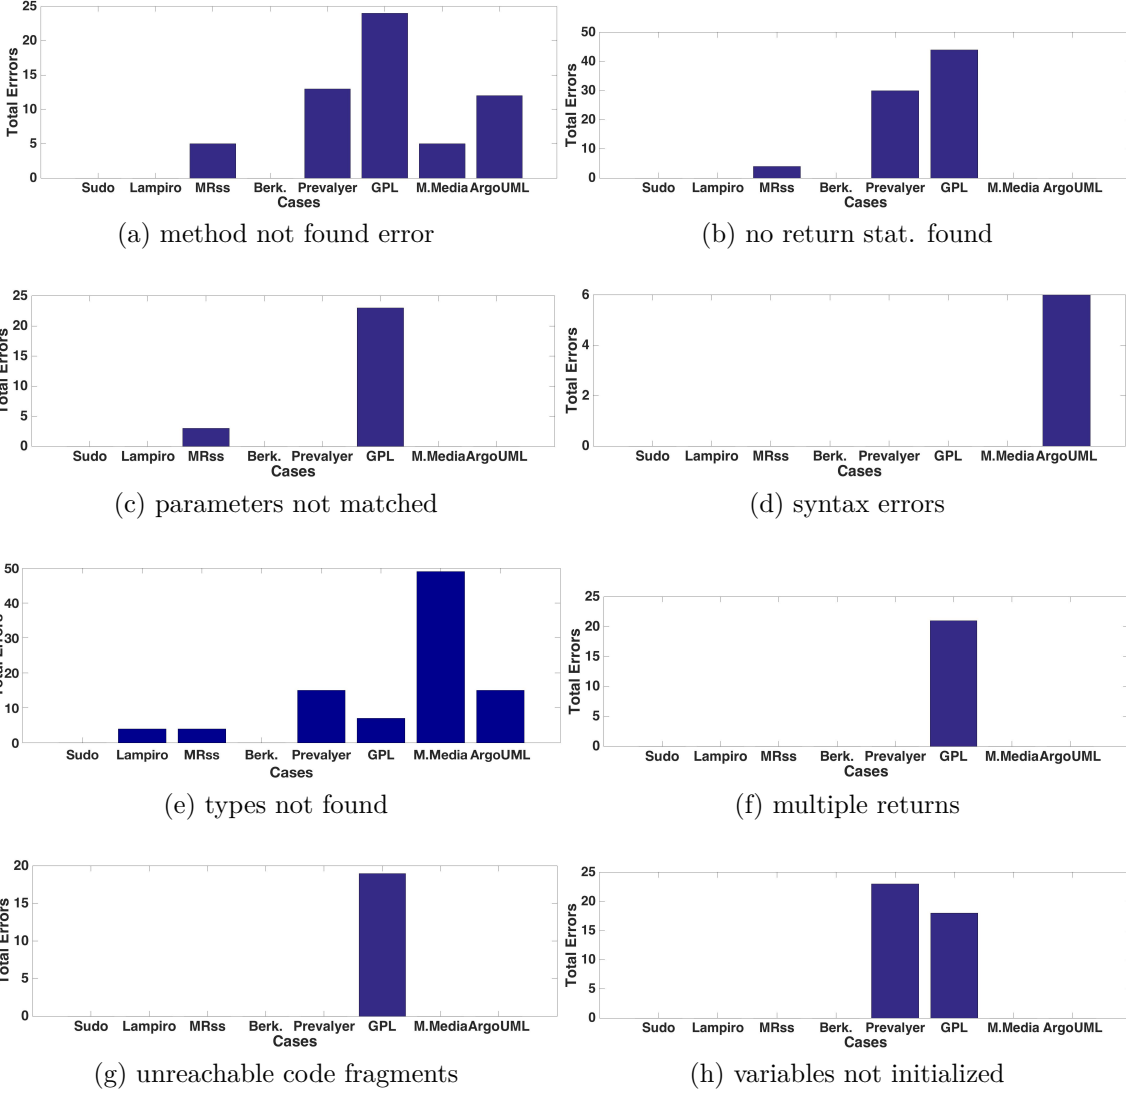 25
20
15
10
5
0
Total Errrors
Sudo Lampiro MRss Berk. Prevalyer GPL M.Media ArgoUML
Cases
(a) method not found error
50
40
30
20
10
0
Total Errors
Sudo Lampiro MRss Berk. Prevalyer GPL M.Media ArgoUML
Cases
(b) no return stat. found
25
20
15
10
5
0
Total Errors
Sudo Lampiro MRss Berk. Prevalyer GPL M.Media ArgoUML
Cases
(c) parameters not matched
6
4
2
0
Total Errors
Sudo Lampiro MRss Berk. Prevalyer GPL M.Media ArgoUML
Cases
(d) syntax errors
50
40
30
20
10
0
Total Errors
Sudo Lampiro MRss Berk. Prevalyer GPL M.Media ArgoUML
Cases
(e) types not found
25
20
15
10
5
0
Total Errors
Sudo Lampiro MRss Berk. Prevalyer GPL M.Media ArgoUML
Cases
(f) multiple returns
20
15
10
5
0
Total Errors
Sudo Lampiro MRss Berk. Prevalyer GPL M.Media ArgoUML
Cases
(g) unreachable code fragments
25
20
15
10
5
0
Total Errors
Sudo Lampiro MRss Berk. Prevalyer GPL M.Media ArgoUML
Cases
(h) variables not initialized